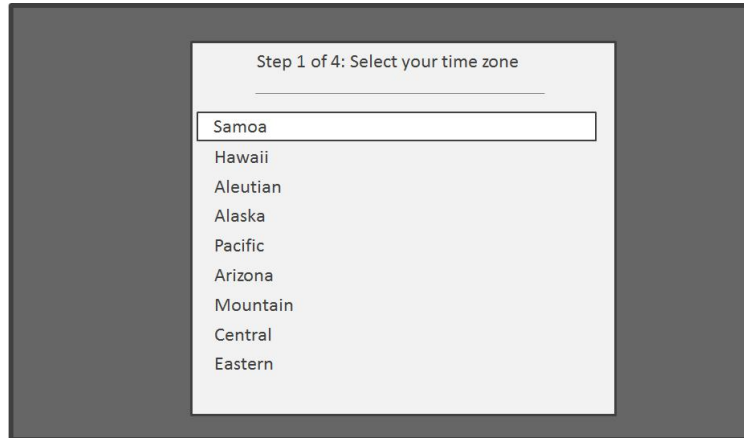 Step 1 of 4: Select your time zone
Samoa
Hawaii
Aleutian
Alaska
Pacific
Arizona
Mountain
Central
Eastern